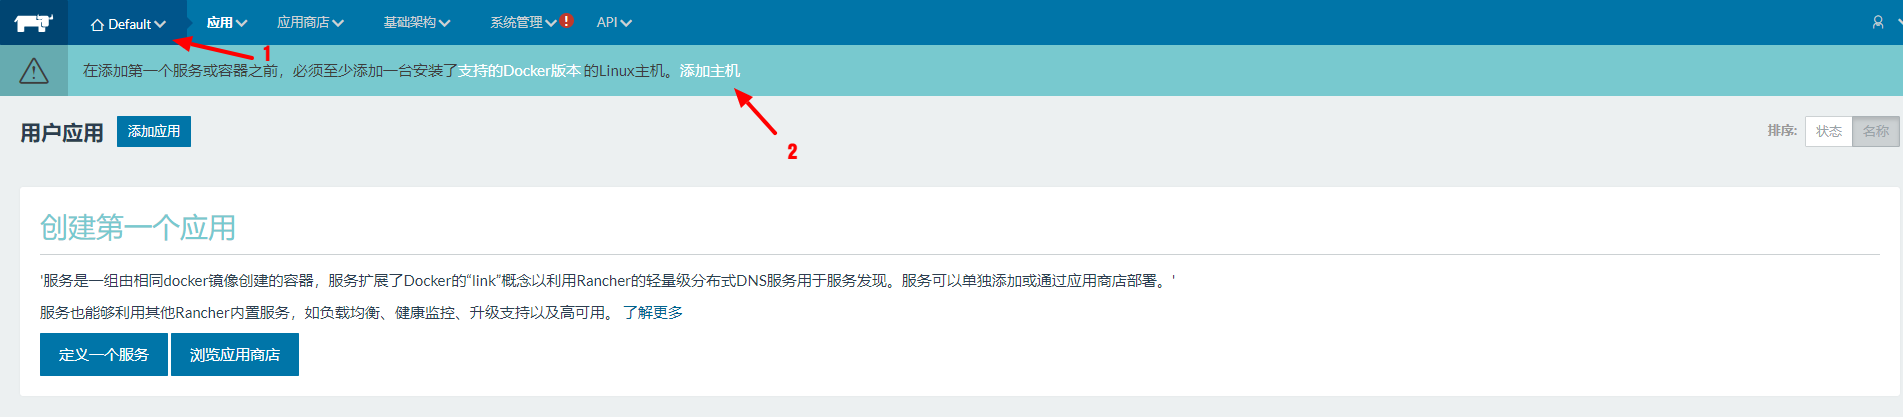 Default 应用 应用商店 基础架构 系统管理 ! API
1
在添加第一个服务或容器之前，必须至少添加一台安装了支持的Docker版本 的Linux主机。添加主机
用户应用 添加应用 排序: 状态 名称
2
创建第一个应用
'服务是一组由相同docker镜像创建的容器，服务扩展了Docker的“link”概念以利用Rancher的轻量级分布式DNS服务用于服务发现。服务可以单独添加或通过应用商店部署。'
服务也能够利用其他Rancher内置服务，如负载均衡、健康监控、升级支持以及高可用。 了解更多
定义一个服务 浏览应用商店